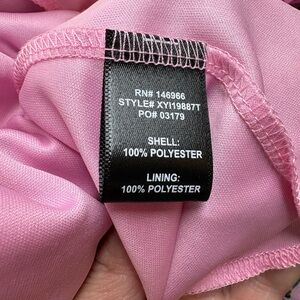 RN# 146966
STYLE# XYI19887T
PO# 03179
SHELL:
100% POLYESTER
LINING:
100% POLYESTER